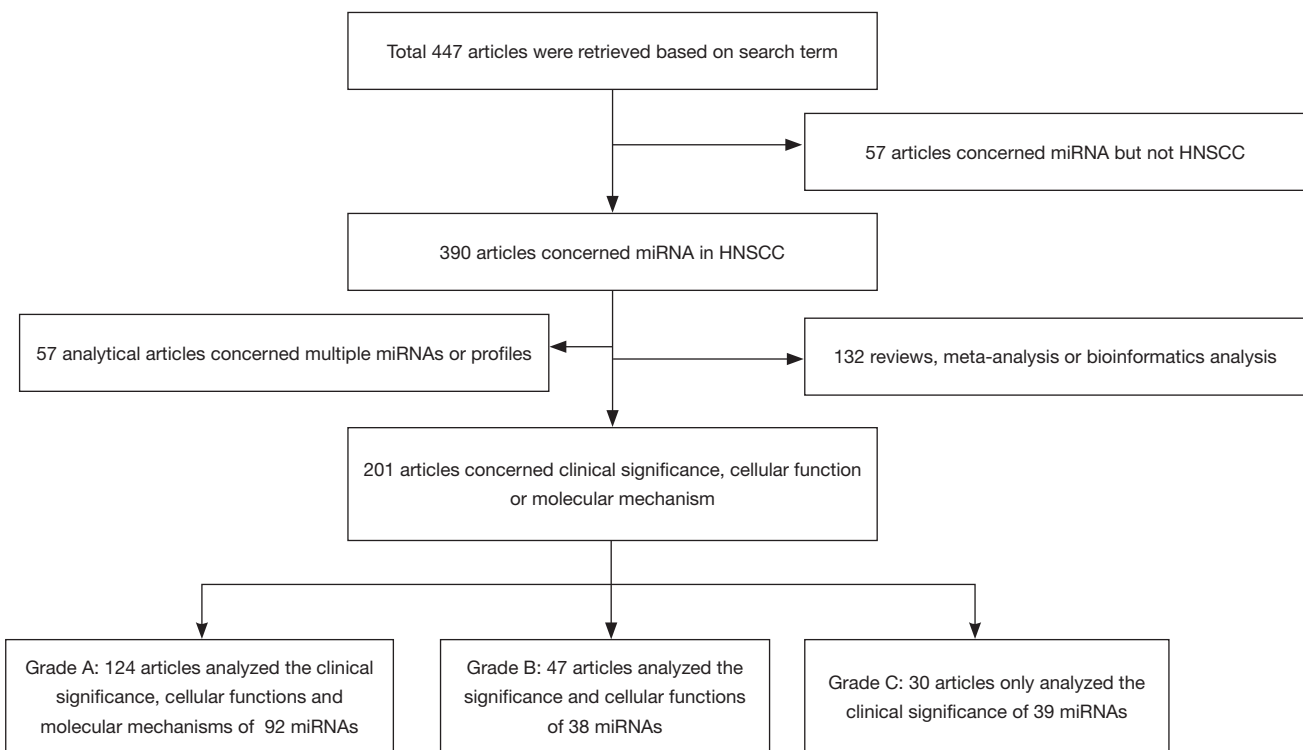 Total 447 articles were retrieved based on search term
57 articles concerned miRNA but not HNSCC
390 articles concerned miRNA in HNSCC
57 analytical articles concerned multiple miRNAs or profiles
132 reviews, meta-analysis or bioinformatics analysis
201 articles concerned clinical significance, cellular function
or molecular mechanism
Grade A: 124 articles analyzed the clinical
significance, cellular functions and
molecular mechanisms of 92 miRNAs
Grade B: 47 articles analyzed the
significance and cellular functions
of 38 miRNAs
Grade C: 30 articles only analyzed the
clinical significance of 39 miRNAs